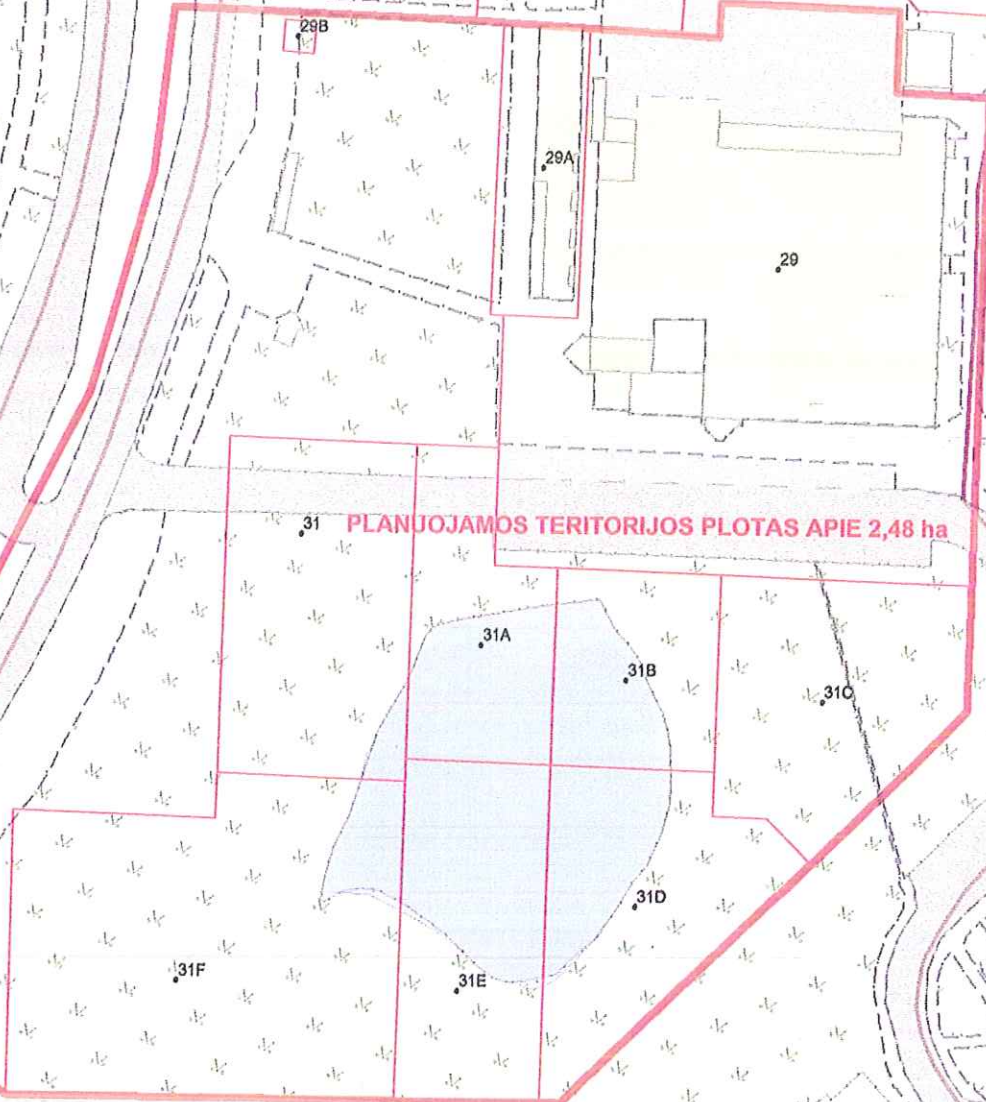 29B
29A
29
31
PLANUOJAMOS TERITORIJOS PLOTAS APIE 2,48 ha
31A
31B
31C
31D
31F
31E